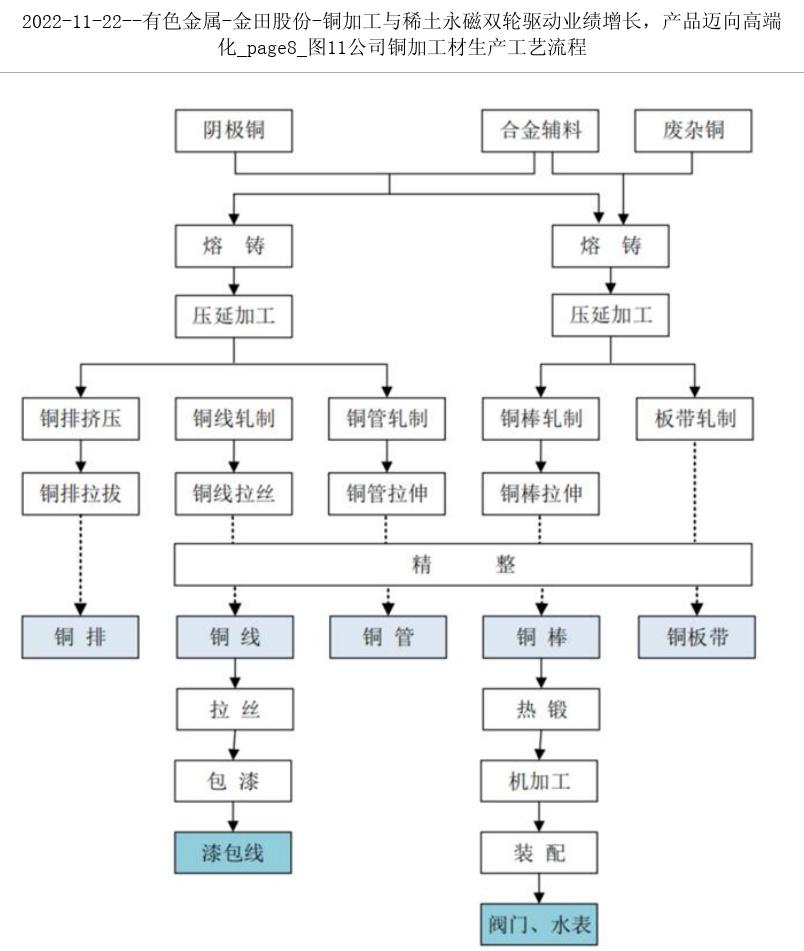 2022-11-22--有色金属-金田股份-铜加工与稀土永磁双轮驱动业绩增长，产品迈向高端
化_page8_图11公司铜加工材生产工艺流程
阴极铜 合金辅料 废杂铜
熔 铸 熔 铸
压延加工 压延加工
铜排挤压 铜线轧制 铜管轧制 铜棒轧制 板带轧制
铜排拉拔 铜线拉丝 铜管拉伸 铜棒拉伸
精 整
铜 排 铜 线 铜 管 铜 棒 铜板带
拉 丝 热 锻
包 漆 机加工
漆包线 装 配
阀门、水表